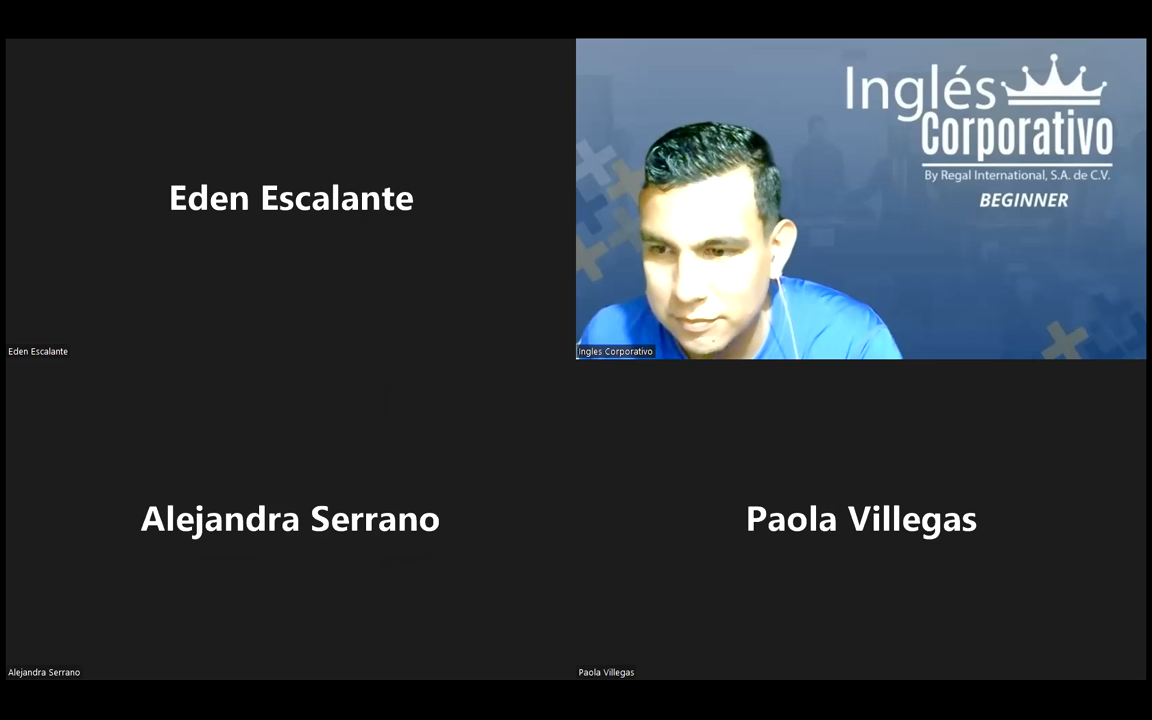 Eden Escalante
Eden Escalante
Inglés
Corporativo
By Regal International, S.A. de C.V.
BEGINNER
Ingles Corporativo
Alejandra Serrano
Alejandra Serrano
Paola Villegas
Paola Villegas